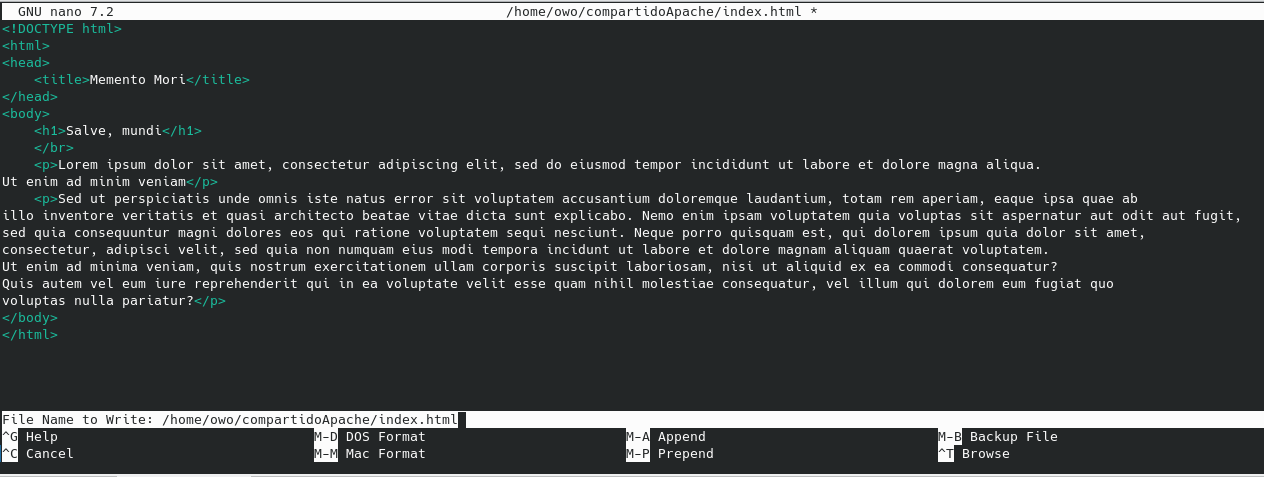 GNU nano 7.2 /home/owo/compartidoApache/index.html *
<!DOCTYPE html>
<html>
<head>
    <title>Memento Mori</title>
</head>
<body>
    <h1>Salve, mundi</h1>
    </br>
    <p>Lorem ipsum dolor sit amet, consectetur adipiscing elit, sed do eiusmod tempor incididunt ut labore et dolore magna aliqua.
Ut enim ad minim veniam</p>
    <p>Sed ut perspiciatis unde omnis iste natus error sit voluptatem accusantium doloremque laudantium, totam rem aperiam, eaque ipsa quae ab
illo inventore veritatis et quasi architecto beatae vitae dicta sunt explicabo. Nemo enim ipsam voluptatem quia voluptas sit aspernatur aut odit aut fugit,
sed quia consequuntur magni dolores eos qui ratione voluptatem sequi nesciunt. Neque porro quisquam est, qui dolorem ipsum quia dolor sit amet,
consectetur, adipisci velit, sed quia non numquam eius modi tempora incidunt ut labore et dolore magnam aliquam quaerat voluptatem.
Ut enim ad minima veniam, quis nostrum exercitationem ullam corporis suscipit laboriosam, nisi ut aliquid ex ea commodi consequatur?
Quis autem vel eum iure reprehenderit qui in ea voluptate velit esse quam nihil molestiae consequatur, vel illum qui dolorem eum fugiat quo
voluptas nulla pariatur?</p>
</body>
</html>
File Name to Write: /home/owo/compartidoApache/index.html
^G Help M-D DOS Format M-A Append M-B Backup File
^C Cancel M-M Mac Format M-P Prepend ^T Browse